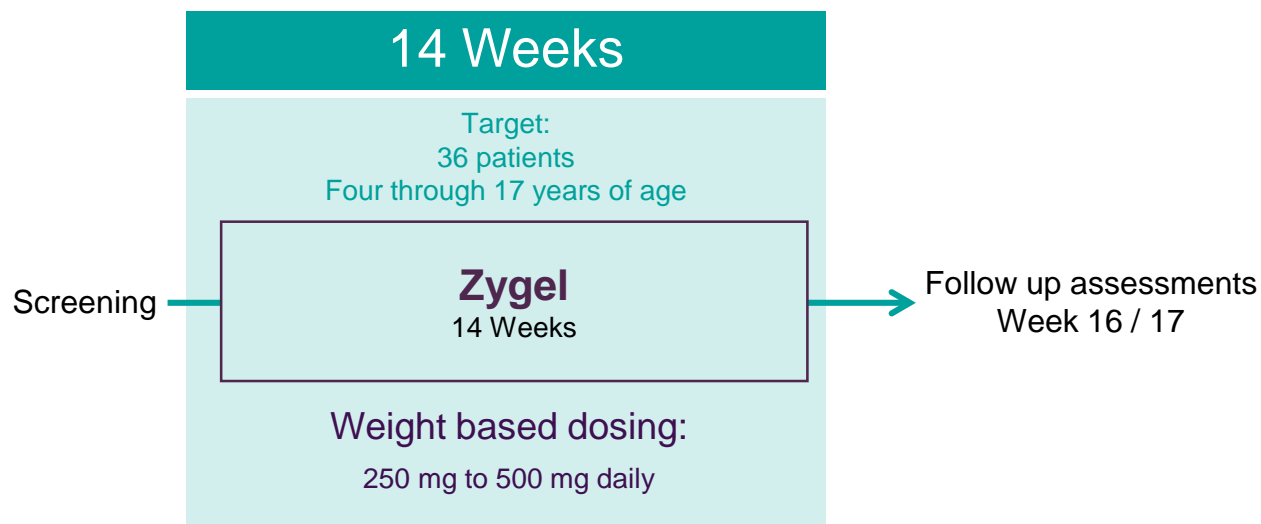 14 Weeks
Target:
36 patients
Four through 17 years of age
Screening
Zygel
14 Weeks
Follow up assessments
Week 16 / 17
Weight based dosing:
250 mg to 500 mg daily